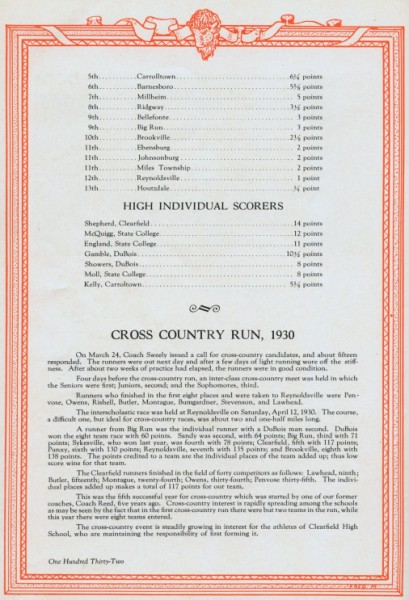 5th..............Carrolltown..............6¼ points
6th..............Barnesboro..............5¾ points
7th..............Millheim..............5 points
8th..............Ridgway..............3½ points
9th..............Bellefonte..............3 points
9th..............Big Run..............3 points
10th..............Brookville..............2½ points
11th..............Ebensburg..............2 points
11th..............Johnsonburg..............2 points
11th..............Miles Township..............2 points
12th..............Reynoldsville..............1 point
13th..............Houtzdale..............¼ point
HIGH INDIVIDUAL SCORERS
Shepherd, Clearfield..............14 points
McQuigg, State College..............12 points
England, State College..............11 points
Gamble, DuBois..............10½ points
Showers, DuBois..............8 points
Moll, State College..............8 points
Kelly, Carroltown..............5¼ points
CROSS COUNTRY RUN, 1930
On March 24, Coach Sweely issued a call for cross-country candidates, and about fifteen
responded. The runners were out next day and after a few days of light running wore off the stiff-
ness. After about two weeks of practice had elapsed, the runners were in good condition.
Four days before the cross-country run, an inter-class cross-country meet was held in which
the Seniors were first; Juniors, second; and the Sophomores, third.
Runners who finished in the first eight places and were taken to Reynoldsville were Pen-
vose, Owens, Rishell, Butler, Montague, Bumgardner, Stevenson, and Lawhead.
The interscholastic race was held at Reynoldsville on Saturday, April 12, 1930. The course,
a difficult one, but ideal for cross-country races, was about two and one-half miles long.
A runner from Big Run was the individual runner with a DuBois man second. DuBois
won the eight team race with 60 points. Sandy was second, with 64 points; Big Run, third with
71 points; Sykesville, who won last year, was fourth with 78 points; Clearfield, fifth with 117 points;
Punxy, sixth with 130 points; Reynoldsville, seventh with 135 points; and Brookville, eighth with
138 points. The points credited to a team are the individual places of the team added up, thus low
score wins for that team.
The Clearfield runners finished in the field of forty competitors as follows: Lawhead, ninth;
Butler, fifteenth; Montague, twenty-fourth; Owens, thirty-fourth; Penvose thirty-fifth. The indivi-
dual places added up makes a total of 117 points for our team.
This was the fifth successful year for cross-country which was started by one of our former
coaches, Coach Reed, five years ago. Cross-country interest is rapidly spreading among the schools
as may be seen by the fact that in the first cross-country run there were but two teams in the run, while
this year there were eight teams entered.
The cross-country event is steadily growing in interest for the athletes of Clearfield High
School, who are maintaining the responsibility of first forming it.
One Hundred Thirty-Two